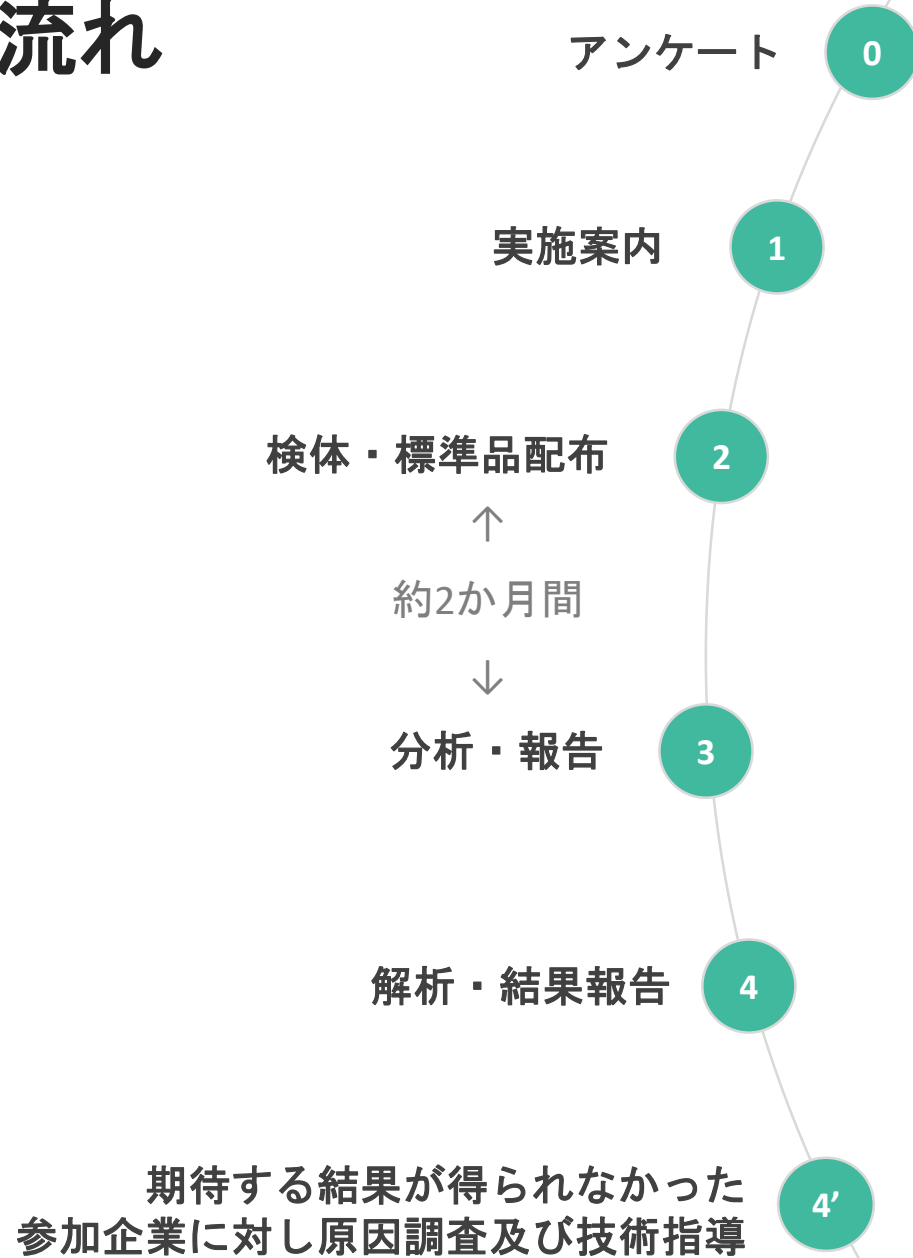 流れ
アンケート
0
実施案内
1
検体・標準品配布
2
↑
約2か月間
↓
分析・報告
3
解析・結果報告
4
期待する結果が得られなかった
参加企業に対し原因調査及び技術指導
4’